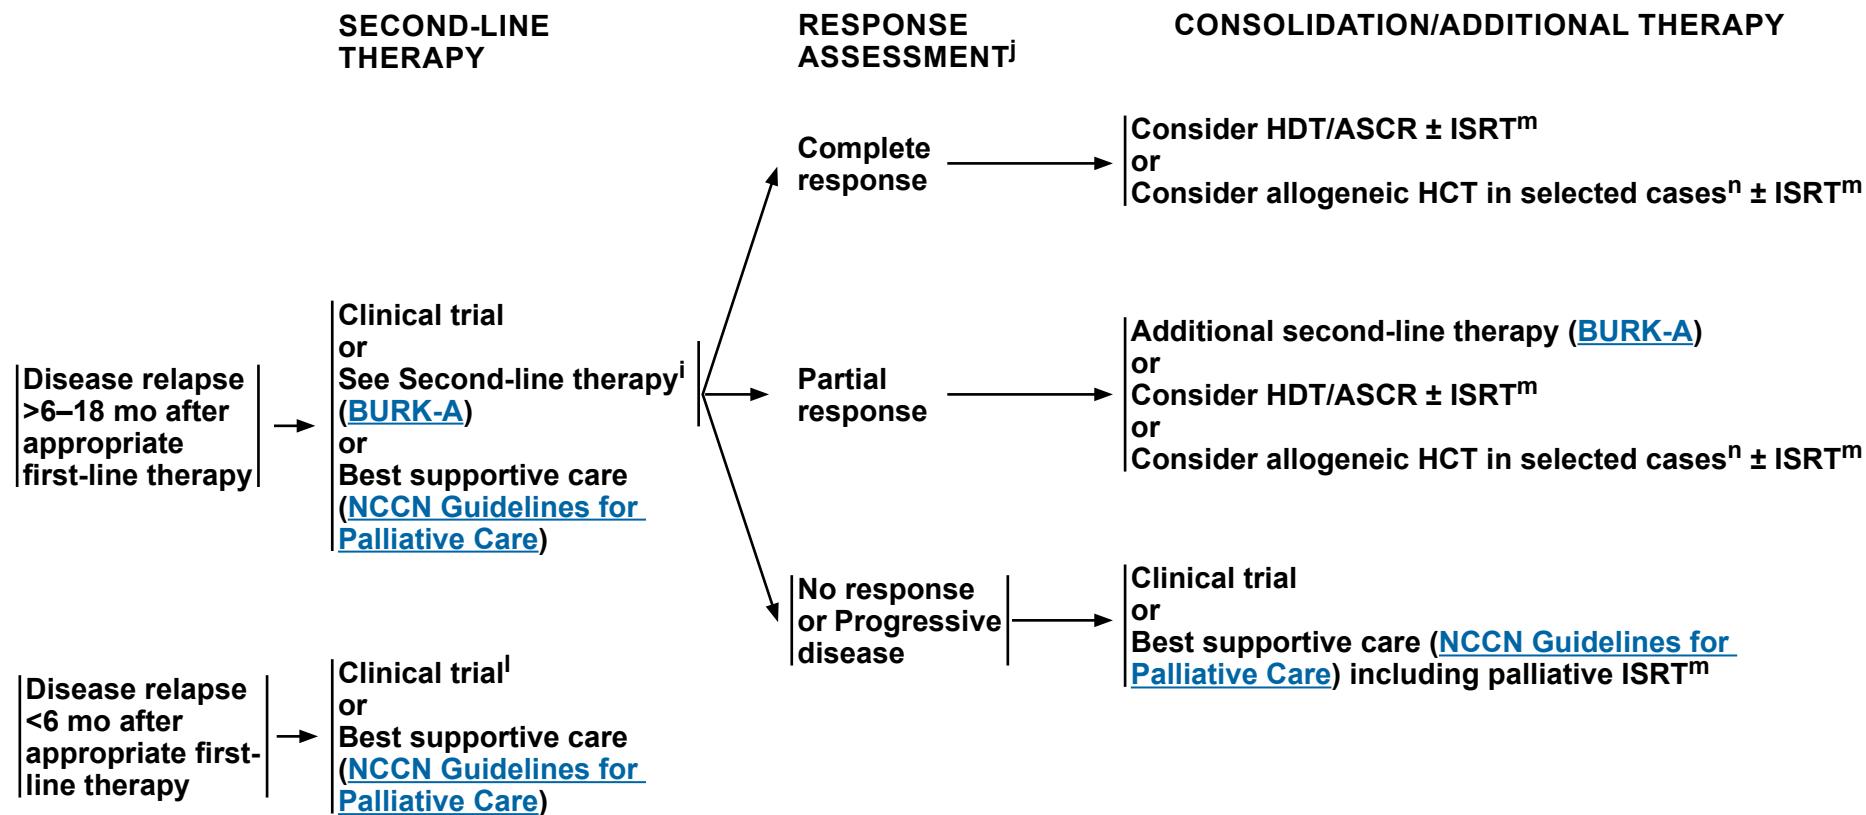 SECOND-LINE
THERAPY
RESPONSE
ASSESSMENTj
CONSOLIDATION/ADDITIONAL THERAPY
Disease relapse
>6–18 mo after
appropriate
first-line therapy
Clinical trial
or
See Second-line therapyi
(BURK-A)
or
Best supportive care
(NCCN Guidelines for
Palliative Care)
Complete
response
Consider HDT/ASCR ± ISRTm
or
Consider allogeneic HCT in selected casesn ± ISRTm
Partial
response
Additional second-line therapy (BURK-A)
or
Consider HDT/ASCR ± ISRTm
or
Consider allogeneic HCT in selected casesn ± ISRTm
No response
or Progressive
disease
Clinical trial
or
Best supportive care (NCCN Guidelines for
Palliative Care) including palliative ISRTm
Disease relapse
<6 mo after
appropriate first-
line therapy
Clinical triall
or
Best supportive care
(NCCN Guidelines for
Palliative Care)